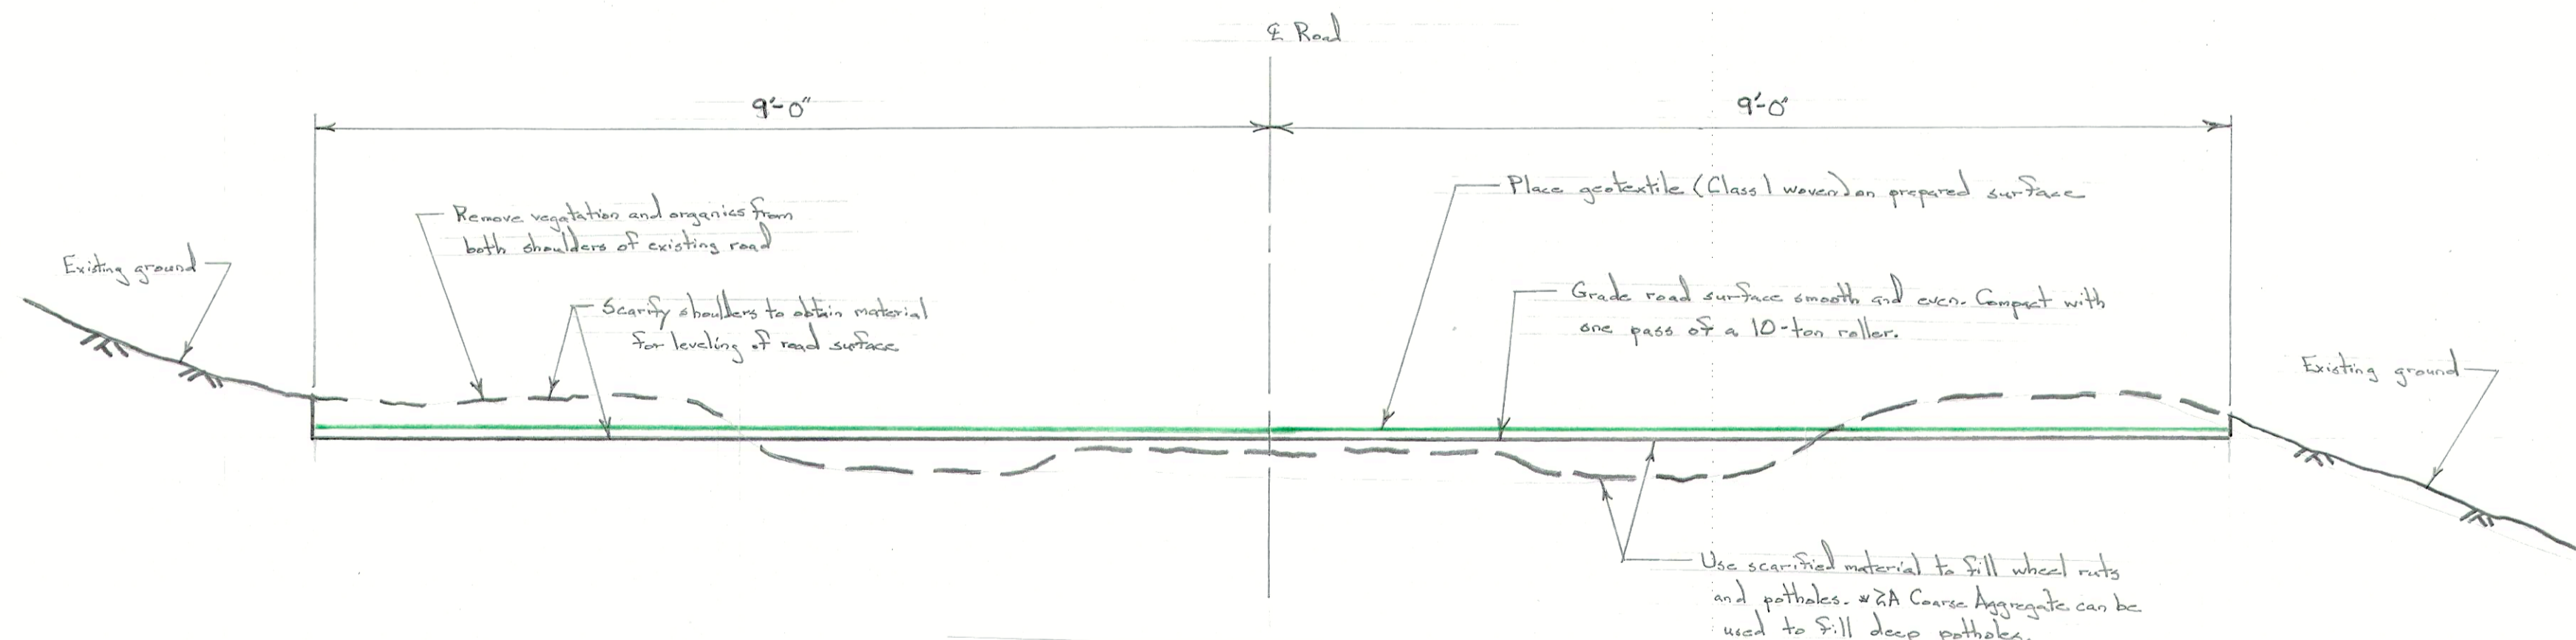 ℄ Road
9'-0"
9'-0"
Place geotextile (Class 1 woven) on prepared surface
Remove vegatation and organics from
both shoulders of existing road
Existing ground
Scarify shoulders to obtain material
for leveling of road surface
Grade road surface smooth and even. Compact with
one pass of a 10-ton roller.
Existing ground
Use scarified material to fill wheel ruts
and potholes. *2A Coarse Aggregate can be
used to fill deep potholes.